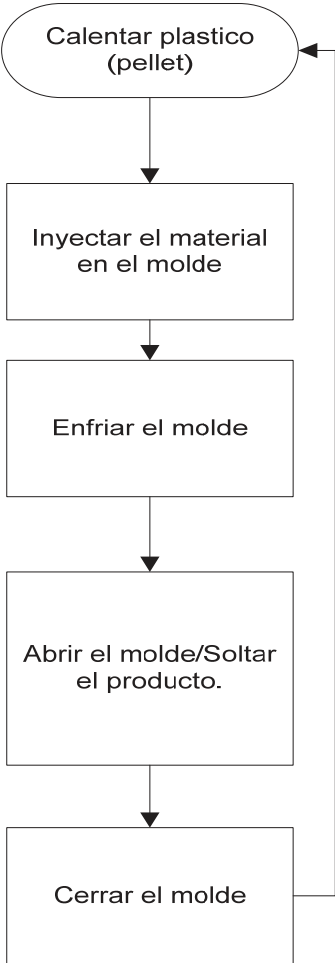 Calentar plastico
(pellet)
Inyectar el material
en el molde
Enfriar el molde
Abrir el molde/Soltar
el producto.
Cerrar el molde